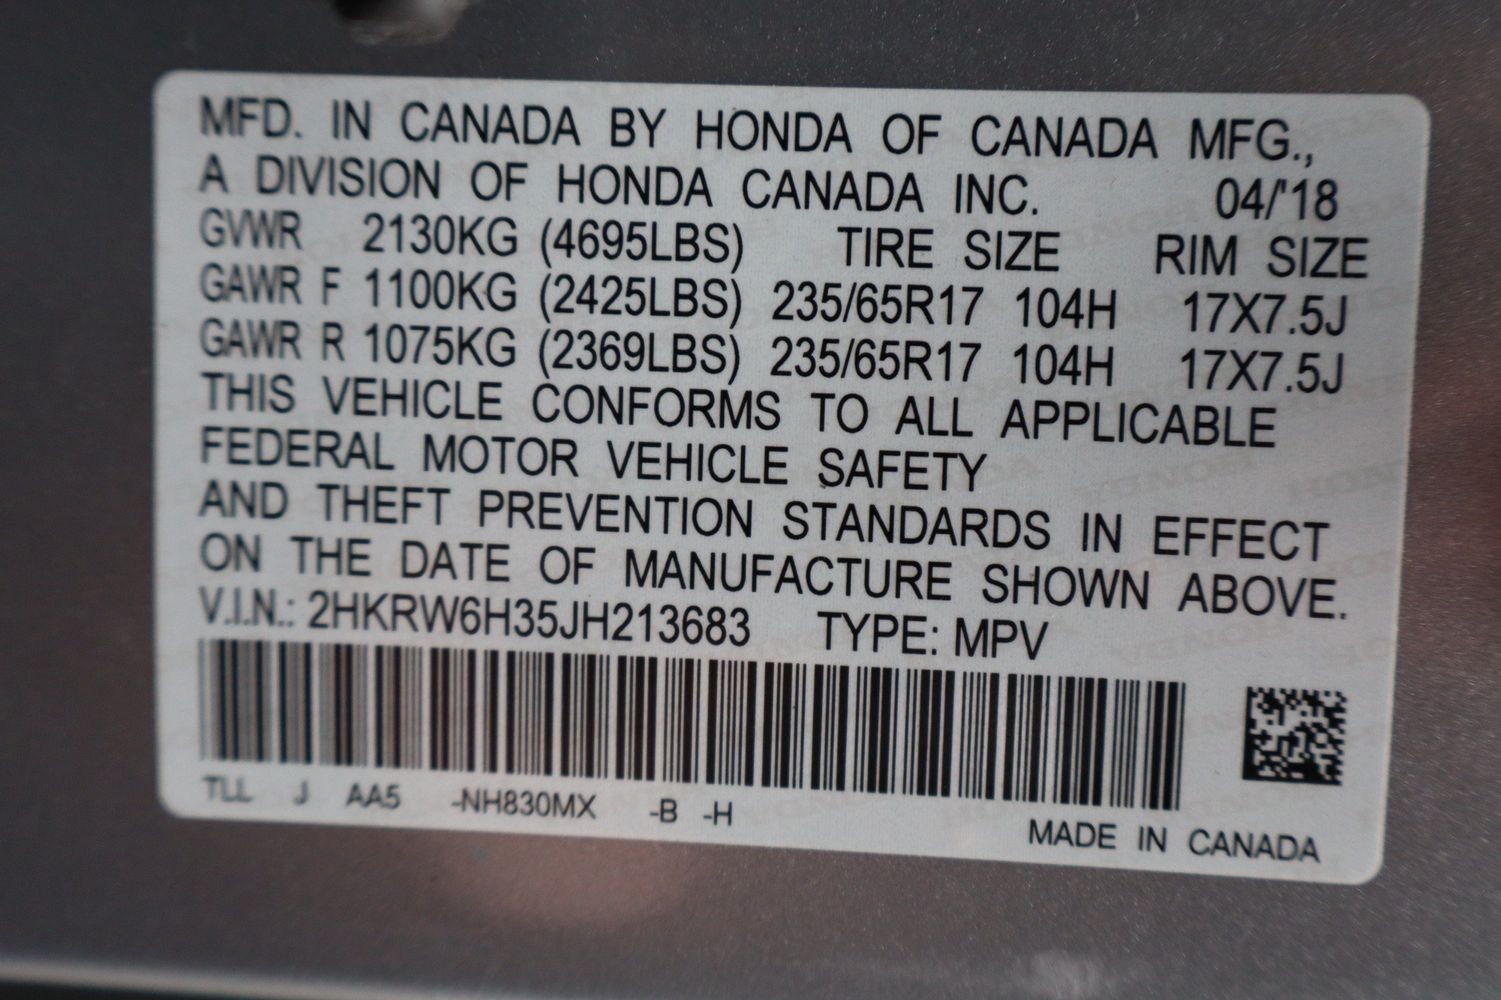 MFD. IN CANADA BY HONDA OF CANADA MFG.,
A DIVISION OF HONDA CANADA INC. 04/'18
GVWR 2130KG (4695LBS) TIRE SIZE RIM SIZE
GAWR F 1100KG (2425LBS) 235/65R17 104H 17X7.5J
GAWR R 1075KG (2369LBS) 235/65R17 104H 17X7.5J
THIS VEHICLE CONFORMS TO ALL APPLICABLE
FEDERAL MOTOR VEHICLE SAFETY
AND THEFT PREVENTION STANDARDS IN EFFECT
ON THE DATE OF MANUFACTURE SHOWN ABOVE.
V.I.N.: 2HKRW6H35JH213683 TYPE: MPV
TLL J AA5 -NH830MX -B -H
MADE IN CANADA